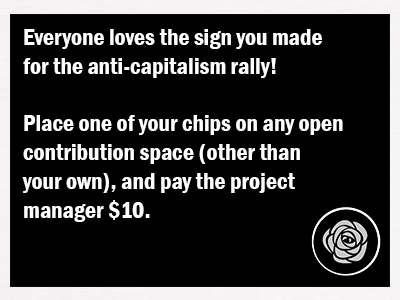 Everyone loves the sign you made
for the anti-capitalism rally!
Place one of your chips on any open
contribution space (other than
your own), and pay the project
manager $10.